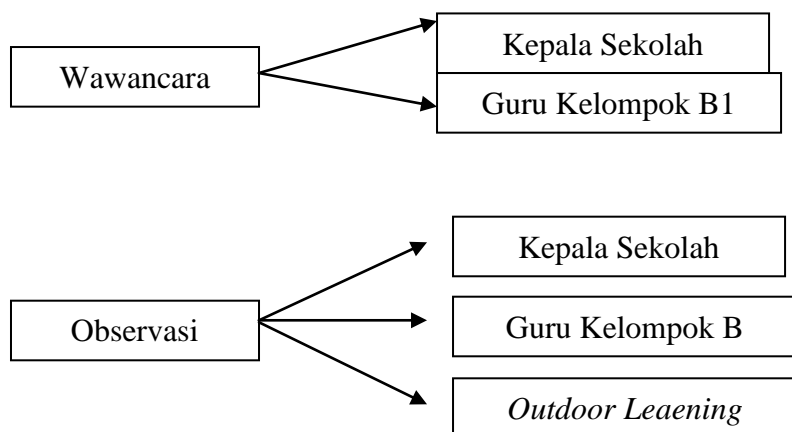 Wawancara
Kepala Sekolah
Guru Kelompok B1
Observasi
Kepala Sekolah
Guru Kelompok B
Outdoor Leaening